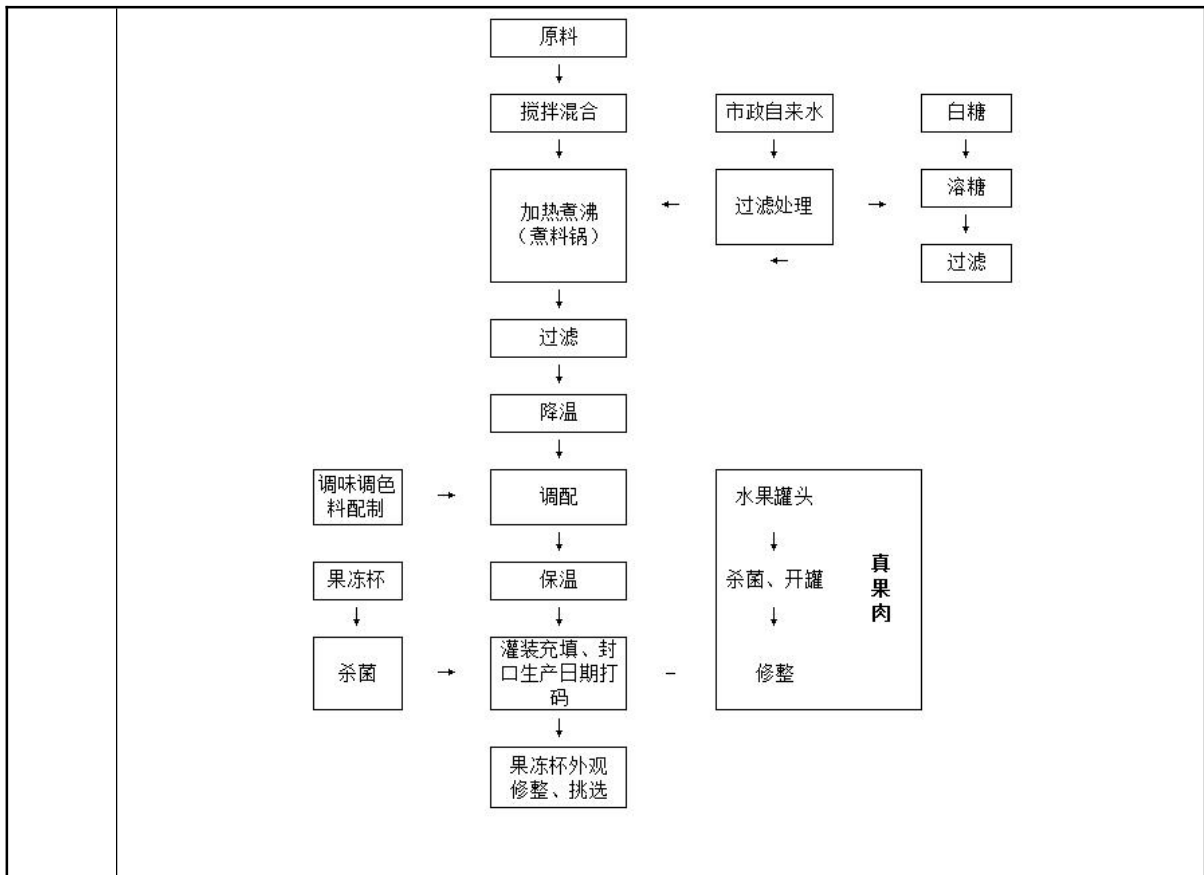 原料
搅拌混合
市政自来水
白糖
加热煮沸
（煮料锅）
过滤处理
溶糖
过滤
过滤
降温
调味调色
料配制
调配
水果罐头
果冻杯
保温
杀菌、开罐
真
果
肉
杀菌
灌装充填、封
口生产日期打
码
修整
果冻杯外观
修整、挑选